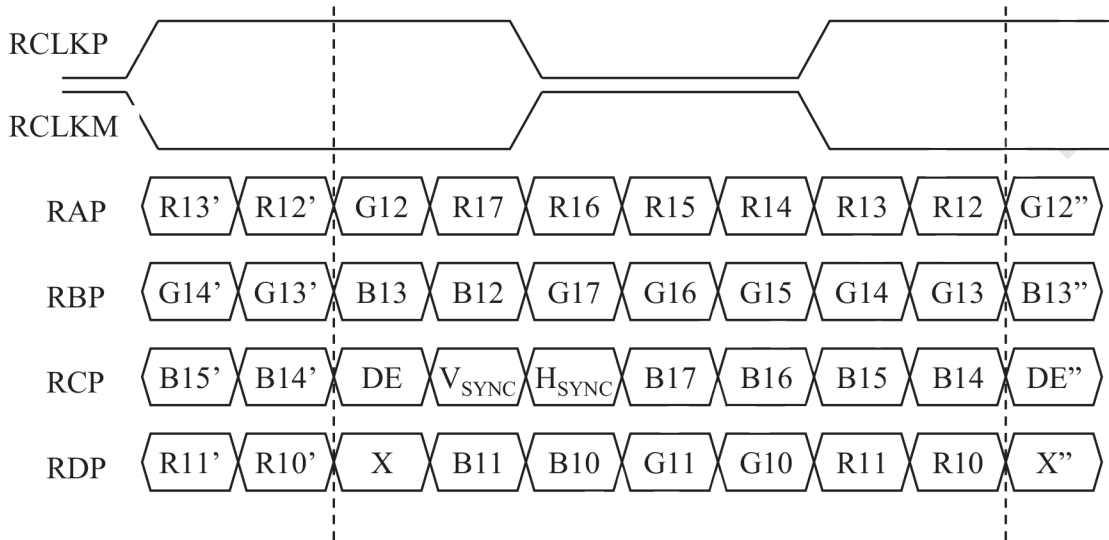 RCLKP
RCLKM
RAP R13’ R12’ G12 R17 R16 R15 R14 R13 R12 G12”
RBP G14’ G13’ B13 B12 G17 G16 G15 G14 G13 B13”
RCP B15’ B14’ DE VSYNC HSYNC B17 B16 B15 B14 DE”
RDP R11’ R10’ X B11 B10 G11 G10 R11 R10 X”